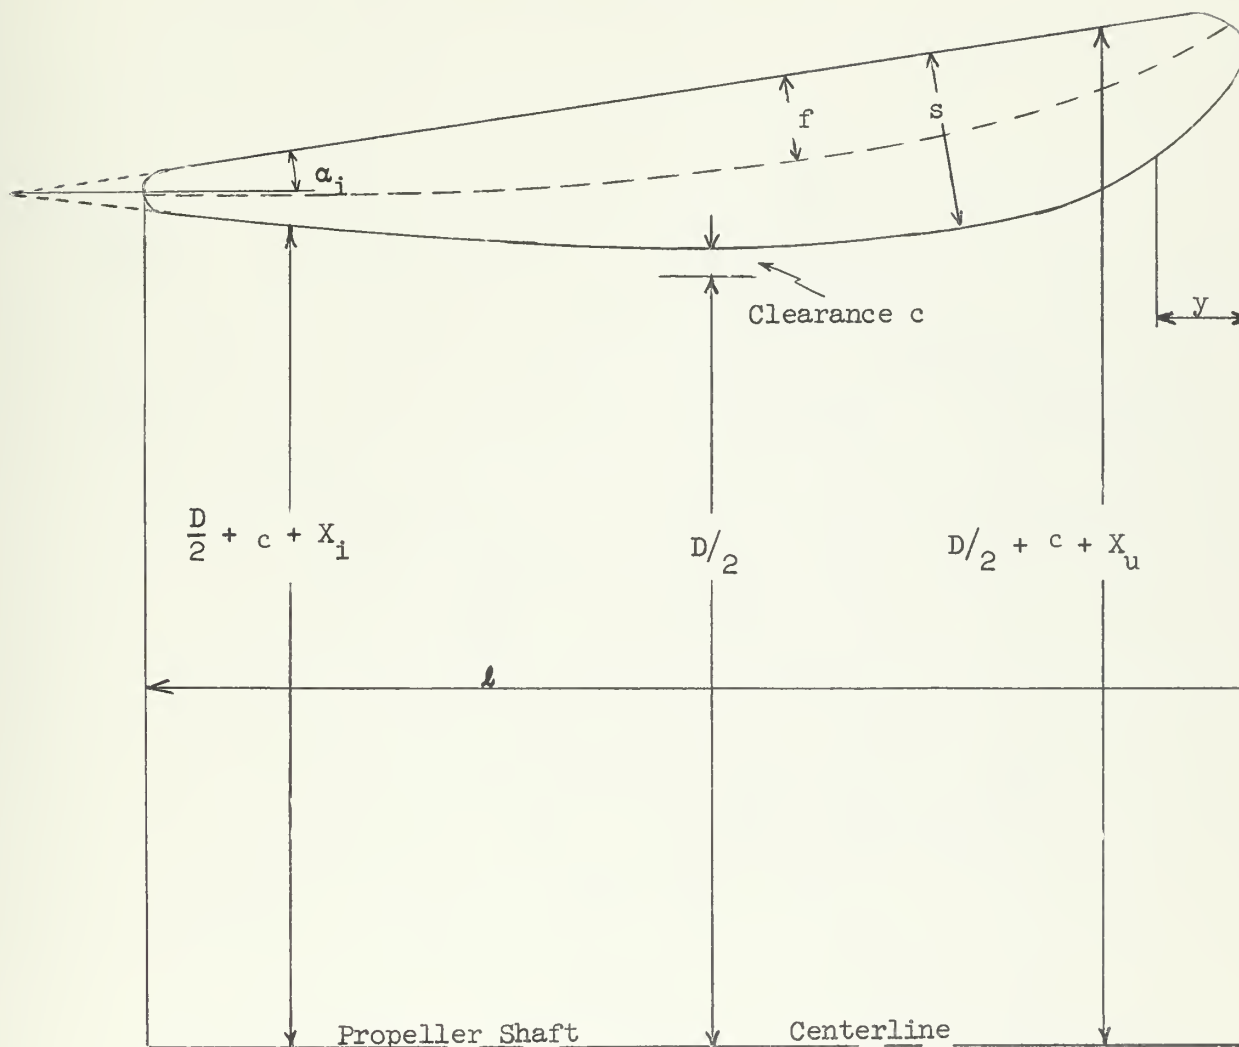 f
s
α_i
Clearance c
y
D/2 + c + X_i
D/2
D/2 + c + X_u
ℓ
Propeller Shaft Centerline